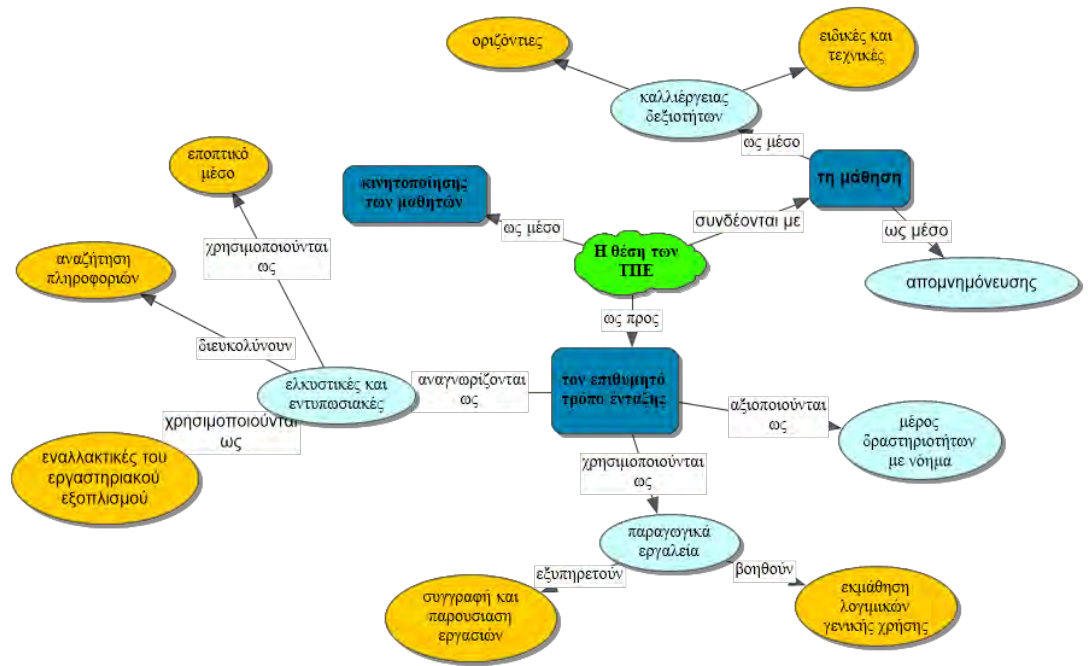 οριζόντιες
ειδικές και
τεχνικές
καλλιέργειας
δεξιοτήτων
ως μέσο
εποπτικό
μέσο
κινητοποίησης
των μαθητών
τη μάθηση
συνδέονται με
ως μέσο
ως μέσο
Η θέση των
ΤΠΕ
χρησιμοποιούνται
ως
αναζήτηση
πληροφοριών
απομνημόνευσης
ως προς
διευκολύνουν
τον επιθυμητό
τρόπο ένταξης
ελκυστικές και
εντυπωσιακές
αναγνωρίζονται
ως
αξιοποιούνται
ως
χρησιμοποιούνται
ως
μέρος
δραστηριοτήτων
με νόημα
εναλλακτικές του
εργαστηριακού
εξοπλισμού
χρησιμοποιούνται
ως
παραγωγικά
εργαλεία
εξυπηρετούν
βοηθούν
συγγραφή και
παρουσιαση
εργασιών
εκμάθηση
λογιμικών
γενικής χρήσης